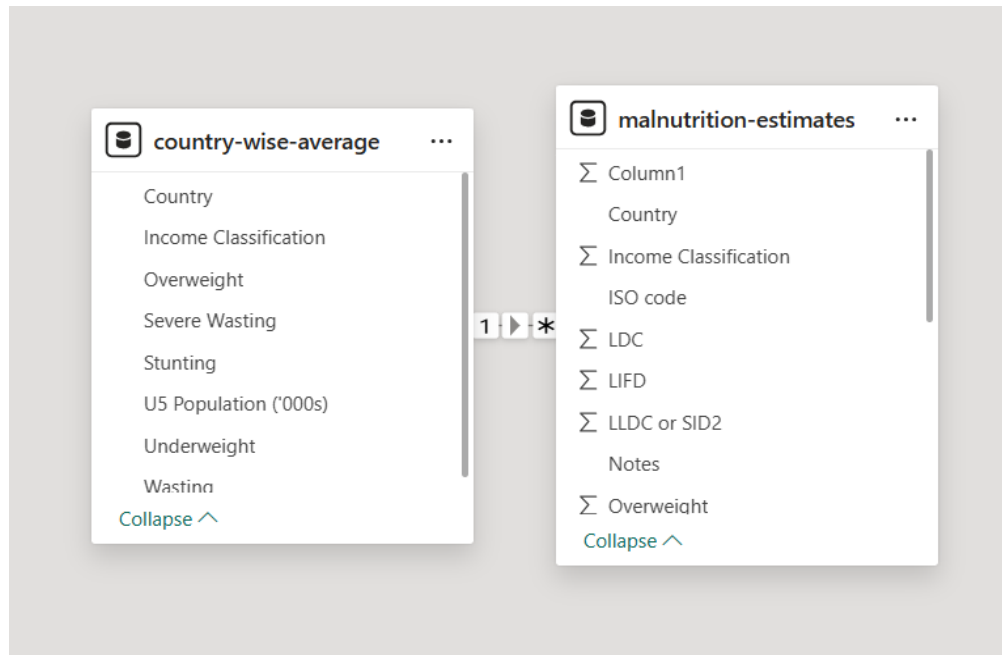 country-wise-average ...
Country
Income Classification
Overweight
Severe Wasting
Stunting
U5 Population ('000s)
Underweight
Wasting
Collapse
1 *
malnutrition-estimates ...
Σ Column1
Country
Σ Income Classification
ISO code
Σ LDC
Σ LIFD
Σ LLDC or SID2
Notes
Σ Overweight
Collapse